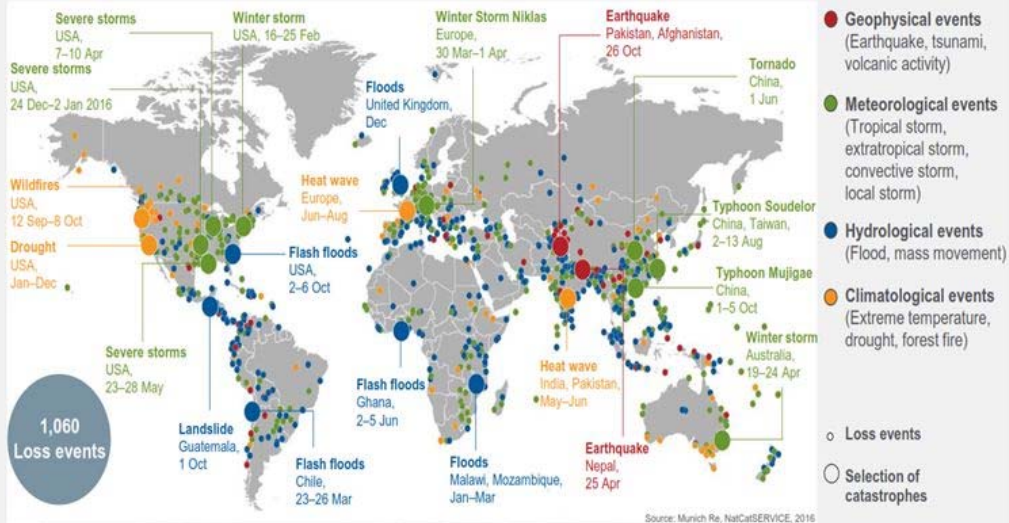 Severe storms
USA,
7–10 Apr
Winter storm
USA, 16–25 Feb
Winter Storm Niklas
Europe,
30 Mar–1 Apr
Earthquake
Pakistan, Afghanistan,
26 Oct
Severe storms
USA,
24 Dec–2 Jan 2016
Floods
United Kingdom,
Dec
Tornado
China,
1 Jun
Wildfires
USA,
12 Sep–8 Oct
Heat wave
Europe,
Jun–Aug
Typhoon Soudelor
China, Taiwan,
2–13 Aug
Drought
USA,
Jan–Dec
Flash floods
USA,
2–6 Oct
Typhoon Mujigae
China,
1–5 Oct
Severe storms
USA,
23–28 May
Flash floods
Ghana,
2–5 Jun
Heat wave
India, Pakistan,
May–Jun
Winter storm
Australia,
19–24 Apr
1,060
Loss events
Landslide
Guatemala,
1 Oct
Flash floods
Chile,
23–26 Mar
Floods
Malawi, Mozambique,
Jan–Mar
Earthquake
Nepal,
25 Apr
Source: Munich Re, NatCatSERVICE, 2016
Geophysical events
(Earthquake, tsunami,
volcanic activity)
Meteorological events
(Tropical storm,
extratropical storm,
convective storm,
local storm)
Hydrological events
(Flood, mass movement)
Climatological events
(Extreme temperature,
drought, forest fire)
Loss events
Selection of
catastrophes